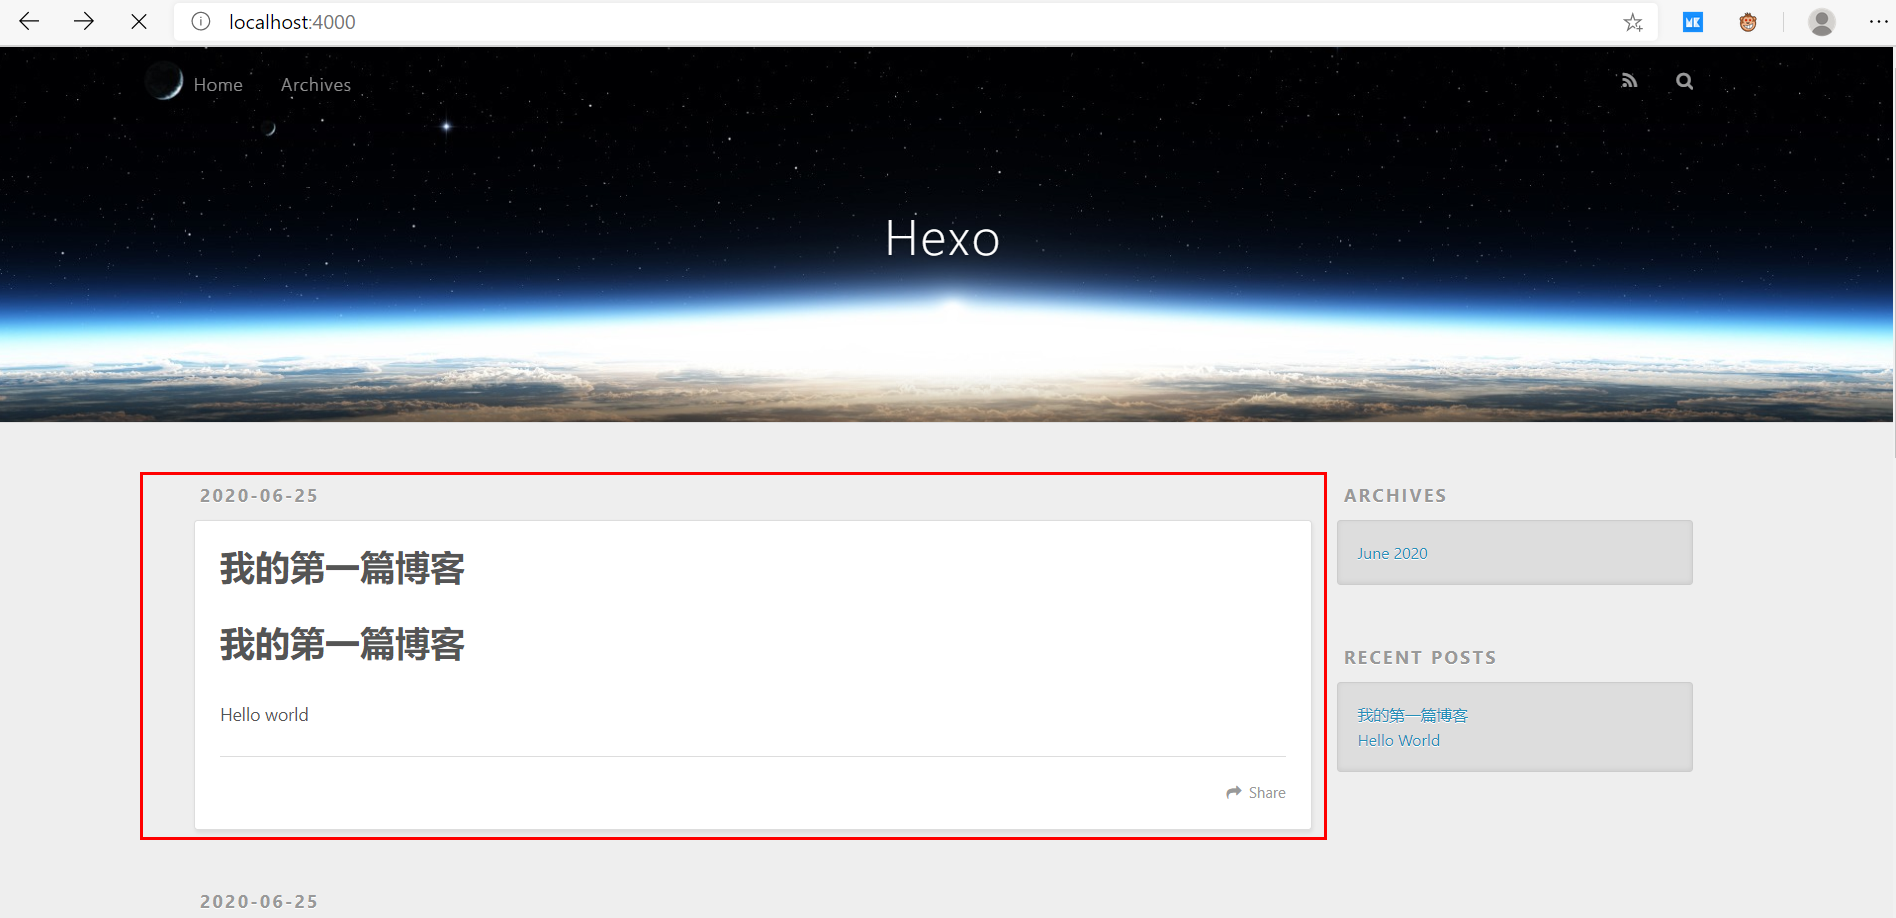 localhost:4000
Home
Archives
Hexo
2020-06-25
我的第一篇博客
我的第一篇博客
Hello world
Share
2020-06-25
ARCHIVES
June 2020
RECENT POSTS
我的第一篇博客
Hello World